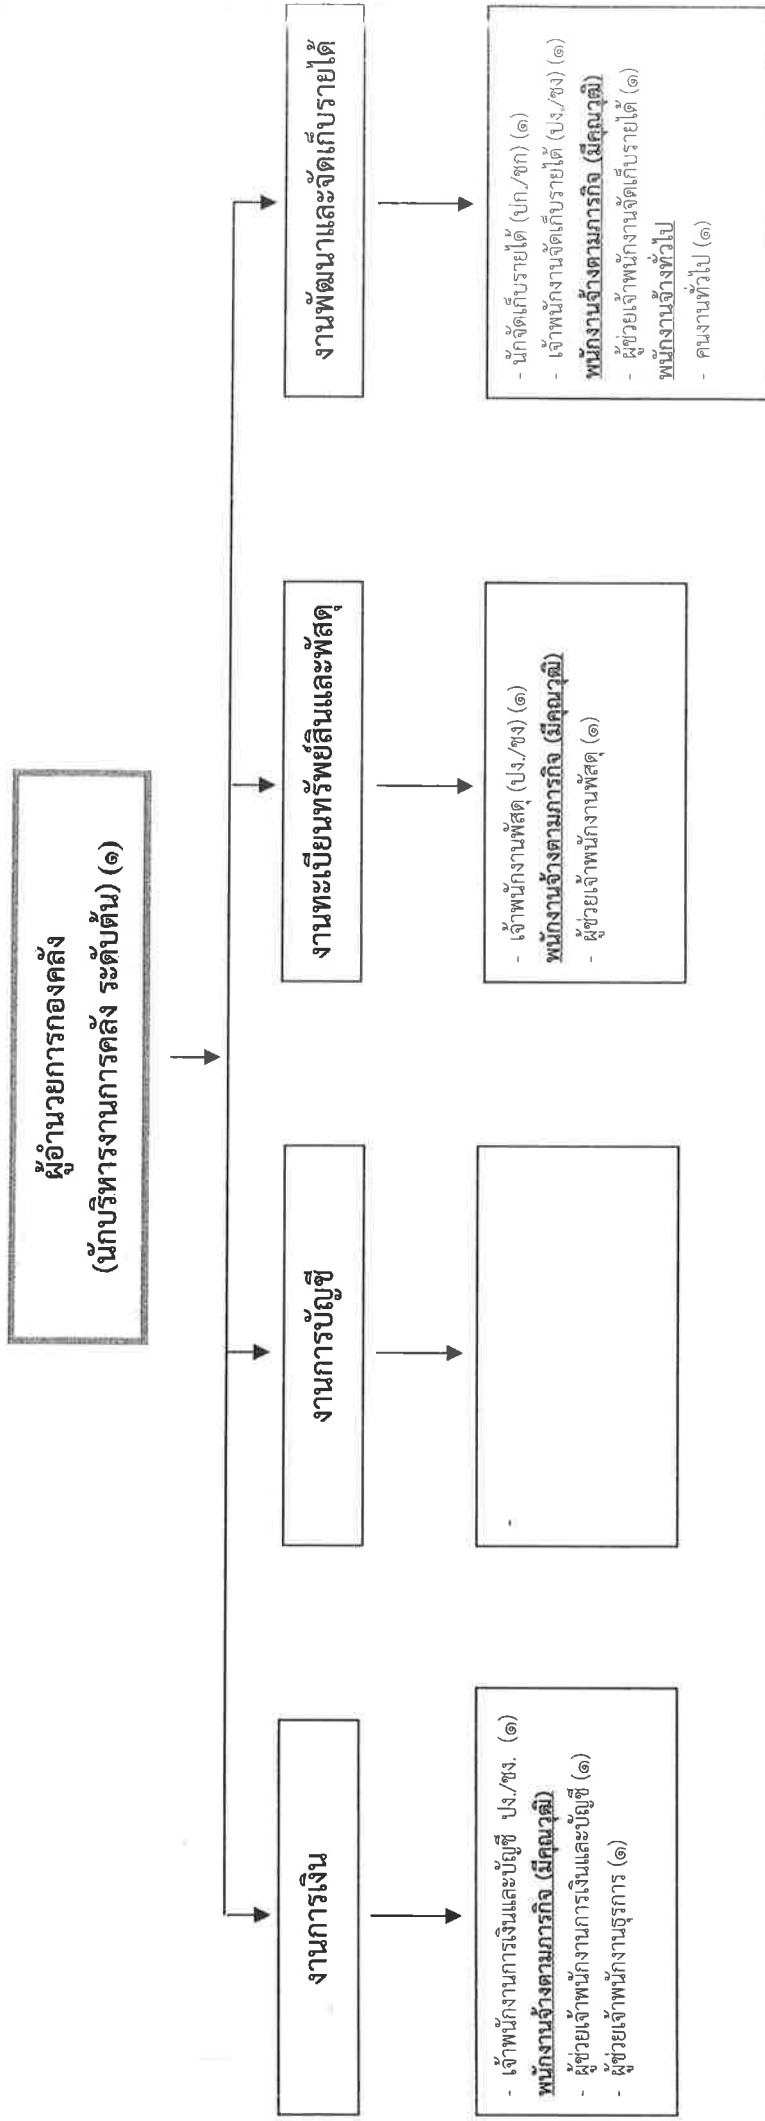 ผู้อำนวยการกองคลัง
(นักบริหารงานการคลัง ระดับต้น) (๑)
งานการเงิน
งานการบัญชี
งานทะเบียนทรัพย์สินและพัสดุ
งานพัฒนาและจัดเก็บรายได้
- เจ้าพนักงานการเงินและบัญชี ปง./ชง. (๑)
พนักงานจ้างตามภารกิจ (มีคุณวุฒิ)
- ผู้ช่วยเจ้าพนักงานการเงินและบัญชี (๑)
- ผู้ช่วยเจ้าพนักงานธุรการ (๑)
-
- เจ้าพนักงานพัสดุ (ปง./ชง) (๑)
พนักงานจ้างตามภารกิจ (มีคุณวุฒิ)
- ผู้ช่วยเจ้าพนักงานพัสดุ (๑)
- นักจัดเก็บรายได้ (ปก./ชก) (๑)
- เจ้าพนักงานจัดเก็บรายได้ (ปง./ชง) (๑)
พนักงานจ้างตามภารกิจ (มีคุณวุฒิ)
- ผู้ช่วยเจ้าพนักงานจัดเก็บรายได้ (๑)
พนักงานจ้างทั่วไป
- คนงานทั่วไป (๑)